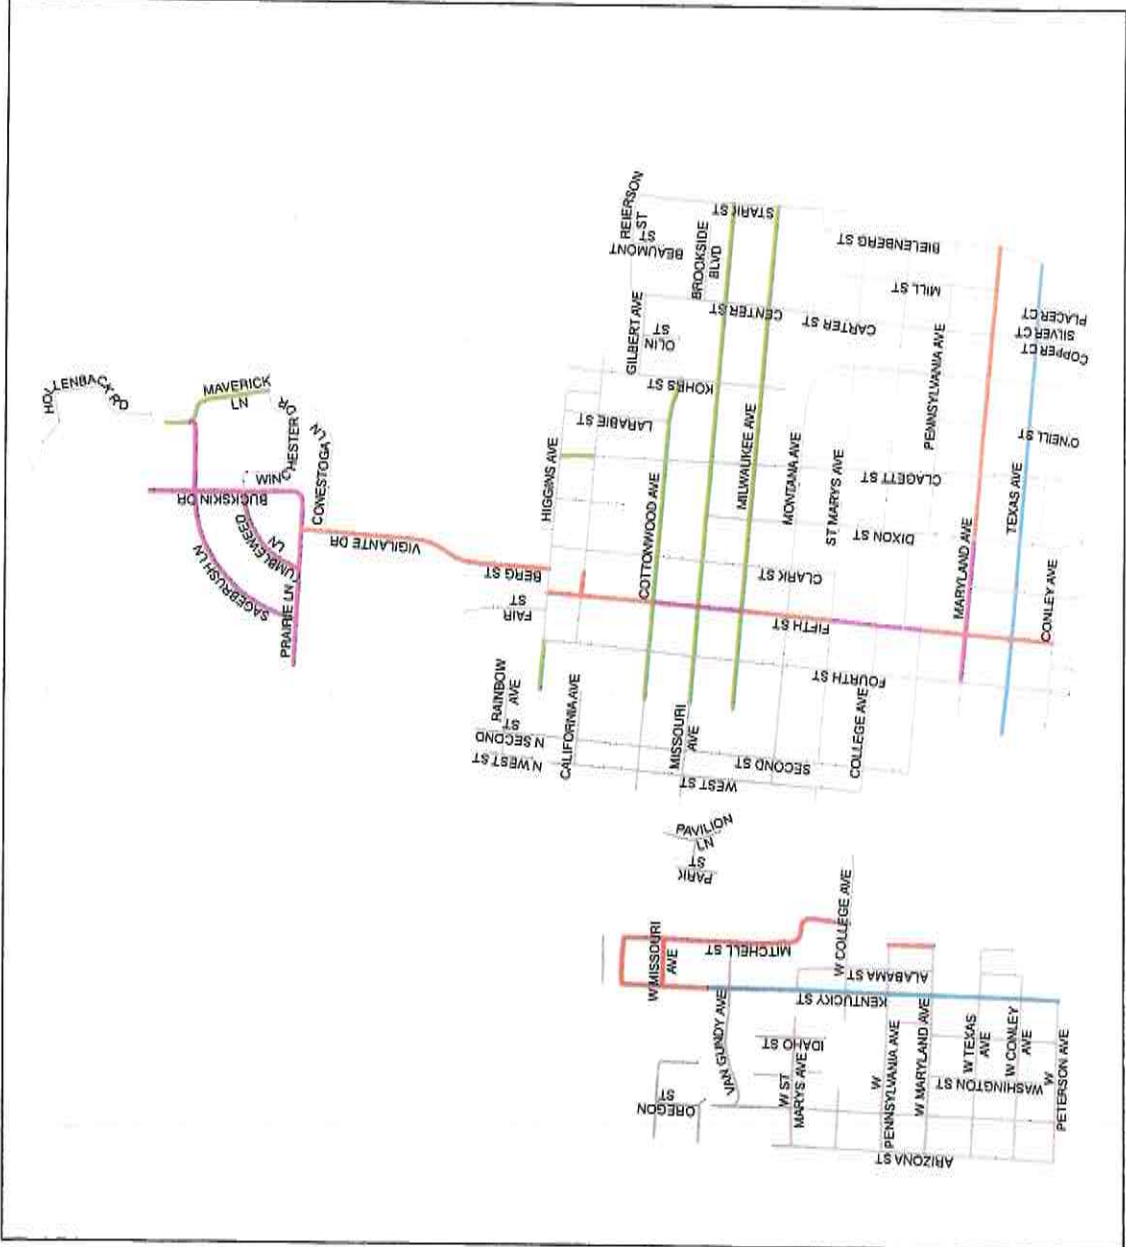 HOLLENBACK RD
MAVERICK
LN
WINCHESTER DR
BUCKSKIN DR
CONESTOGA LN
TUMBLEWEED
LN
SAGEBRUSH LN
PRAIRIE LN
VIGILANTE DR
BERG ST
FAIR
ST
HIGGINS AVE
REIERSON
ST
BEAUMONT
ST
BROOKSIDE
BLVD
STARK ST
GILBERT AVE
OLIN
ST
CENTER ST
CARTER ST
BIELENBERG ST
MILL ST
PLACER CT
SILVER CT
COPPER CT
KOHRS ST
LARABIE ST
PENNSYLVANIA AVE
O'NEILL ST
CLAGETT ST
COTTONWOOD AVE
MILWAUKEE AVE
MONTANA AVE
ST MARYS AVE
DIXON ST
CLARK ST
TEXAS AVE
MARYLAND AVE
CONLEY AVE
FIFTH ST
FOURTH ST
RAINBOW
AVE
N SECOND
ST
N WEST ST
CALIFORNIA AVE
MISSOURI
AVE
SECOND ST
WEST ST
COLLEGE AVE
PAVILION
LN
PARK
ST
W MISSOURI
AVE
MITCHELL ST
W COLLEGE AVE
ALABAMA ST
KENTUCKY ST
VAN GUNDY AVE
IDAHO ST
OREGON
ST
W ST
MARYS AVE
W
PENNSYLVANIA AVE
W MARYLAND AVE
W TEXAS
AVE
W CONLEY
AVE
WASHINGTON ST
W
PETERSON AVE
ARIZONA ST